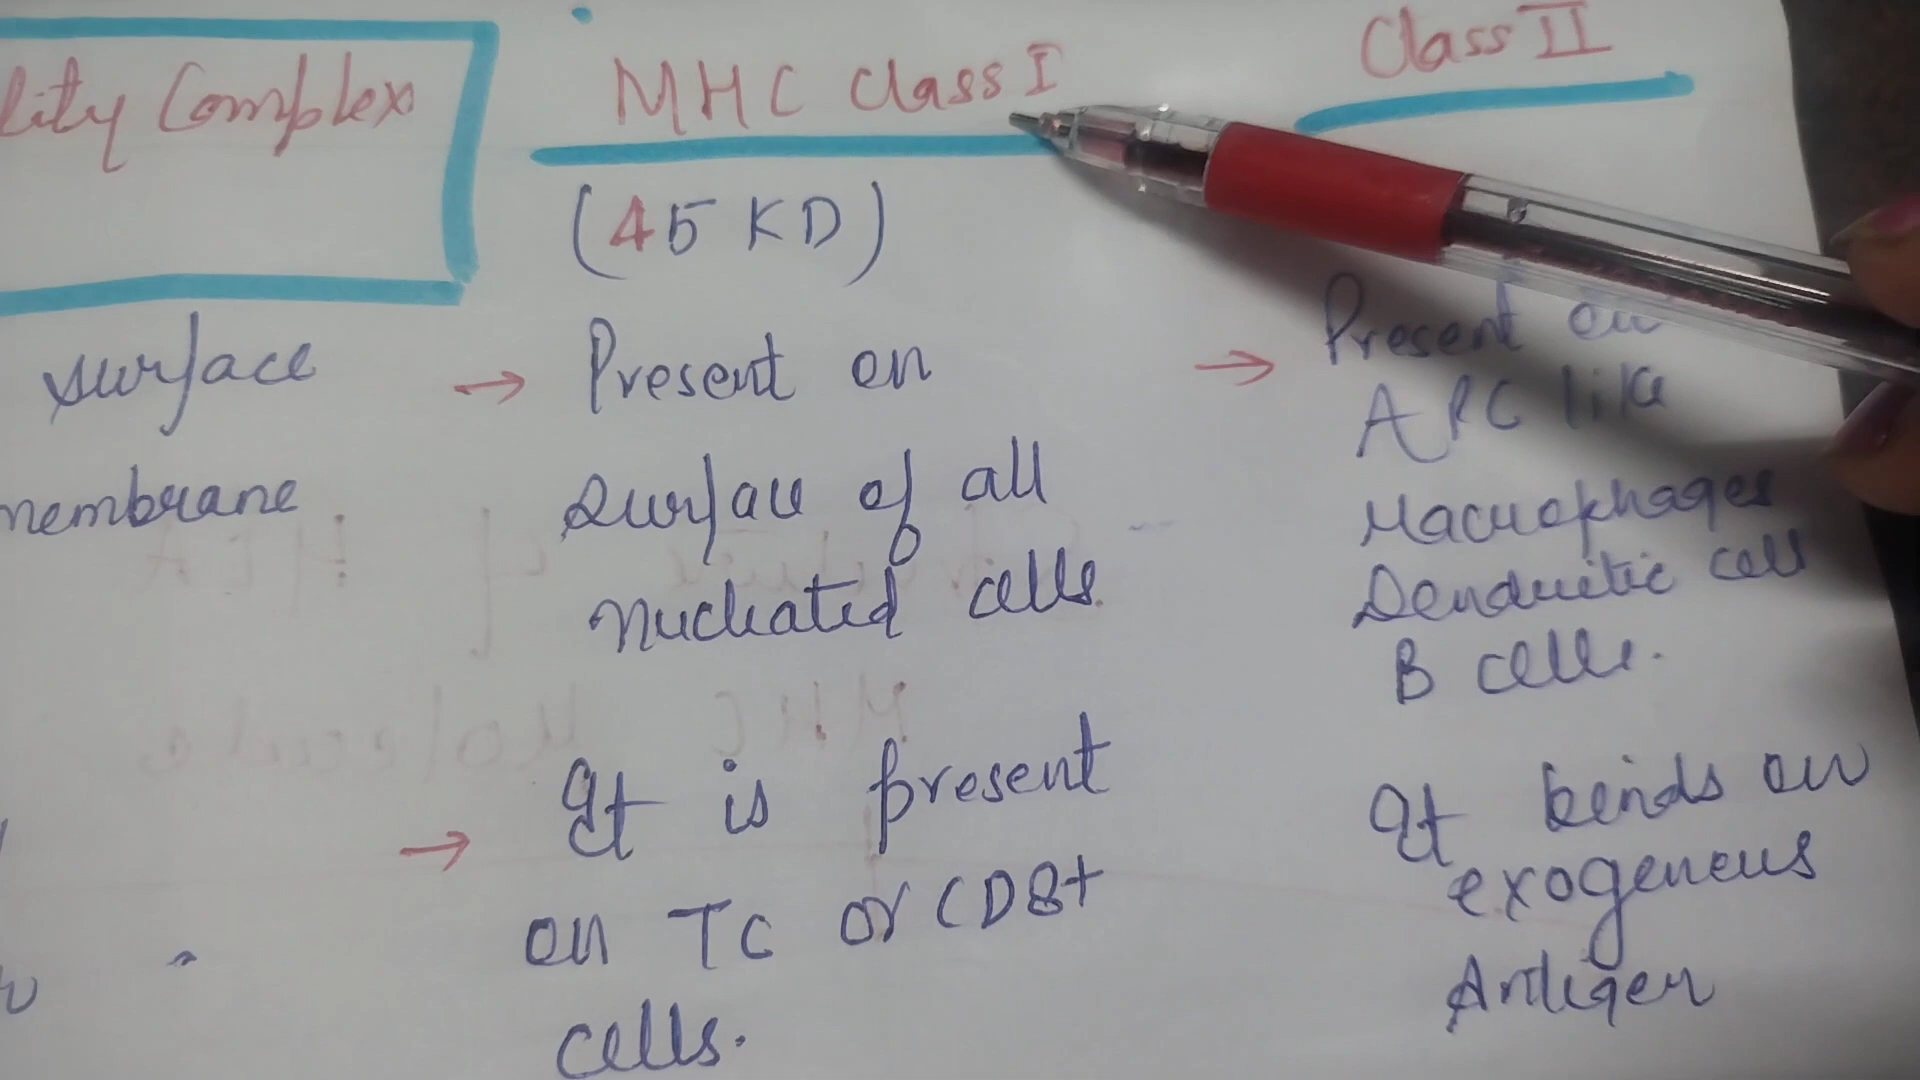 lity Complex
surface
membrane
MHC Class I
(45 KD)
→ Present on
surface of all
nucleated cells.
→ It is present
on TC or CD8+
cells.
Class II
→ Present on
APC like
Macrophages
Dendritic cell
B cells.
It binds on
exogeneus
Antigen